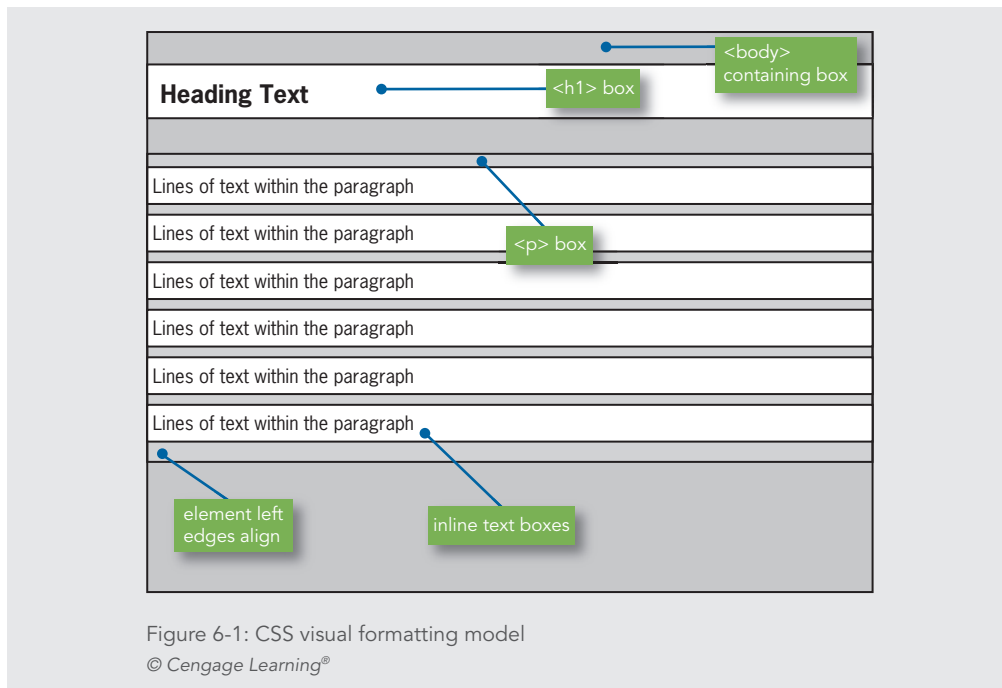 <body>
containing box
Heading Text
<h1> box
Lines of text within the paragraph
Lines of text within the paragraph
<p> box
Lines of text within the paragraph
Lines of text within the paragraph
Lines of text within the paragraph
Lines of text within the paragraph
element left
edges align
inline text boxes
Figure 6-1: CSS visual formatting model
© Cengage Learning®